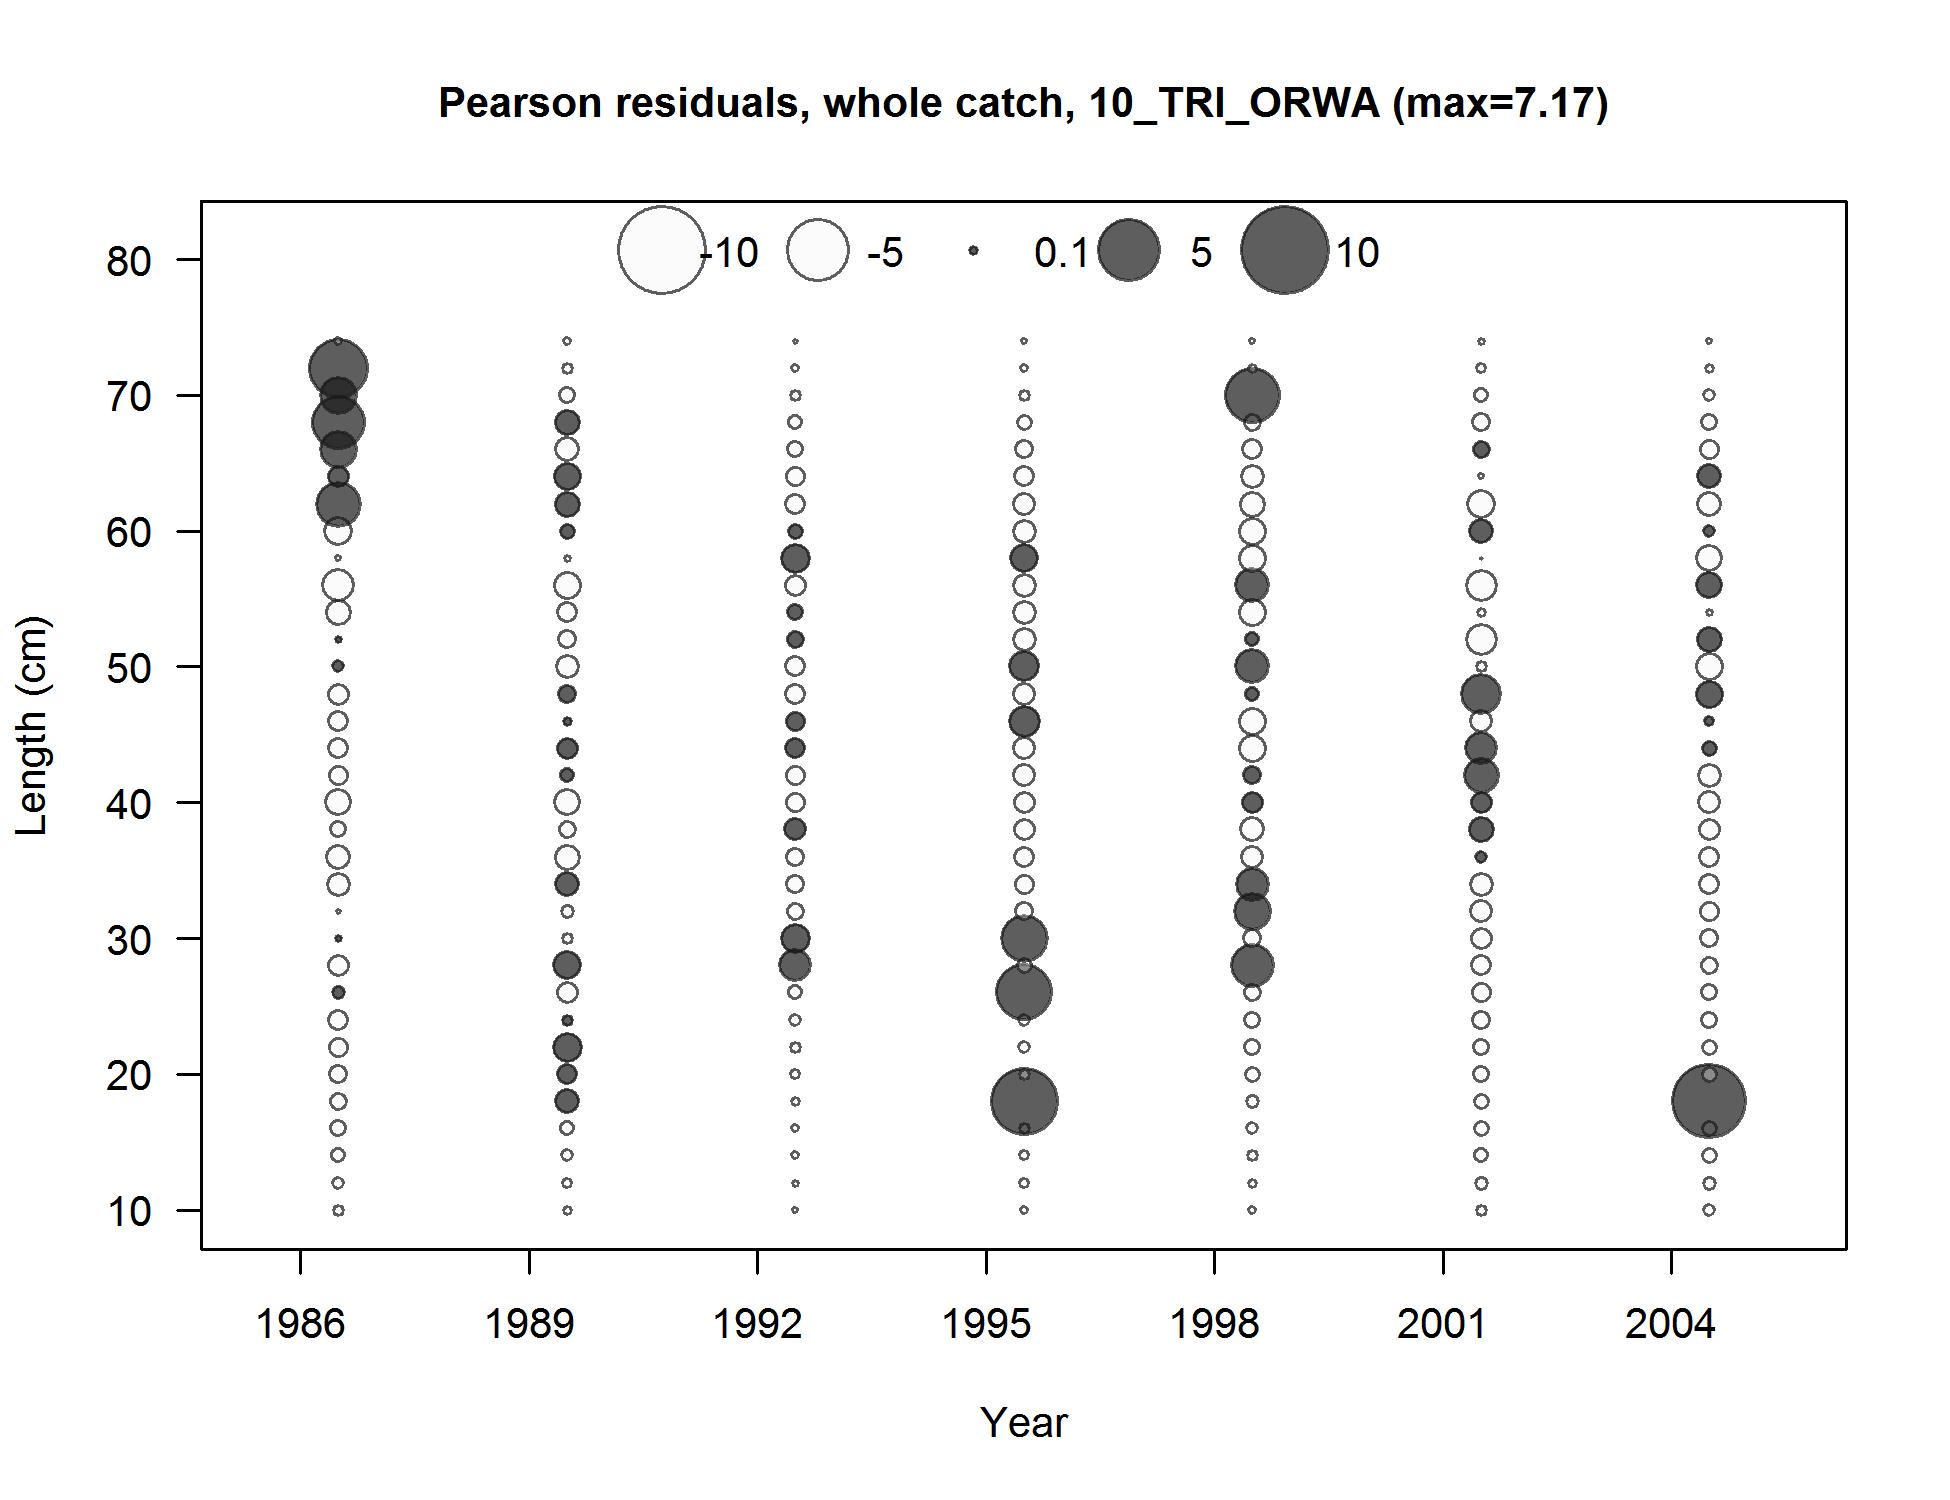 Pearson residuals, whole catch, 10_TRI_ORWA (max=7.17)
-10 -5 0.1 5 10
80
70
60
50
40
30
20
10
Length (cm)
1986 1989 1992 1995 1998 2001 2004
Year